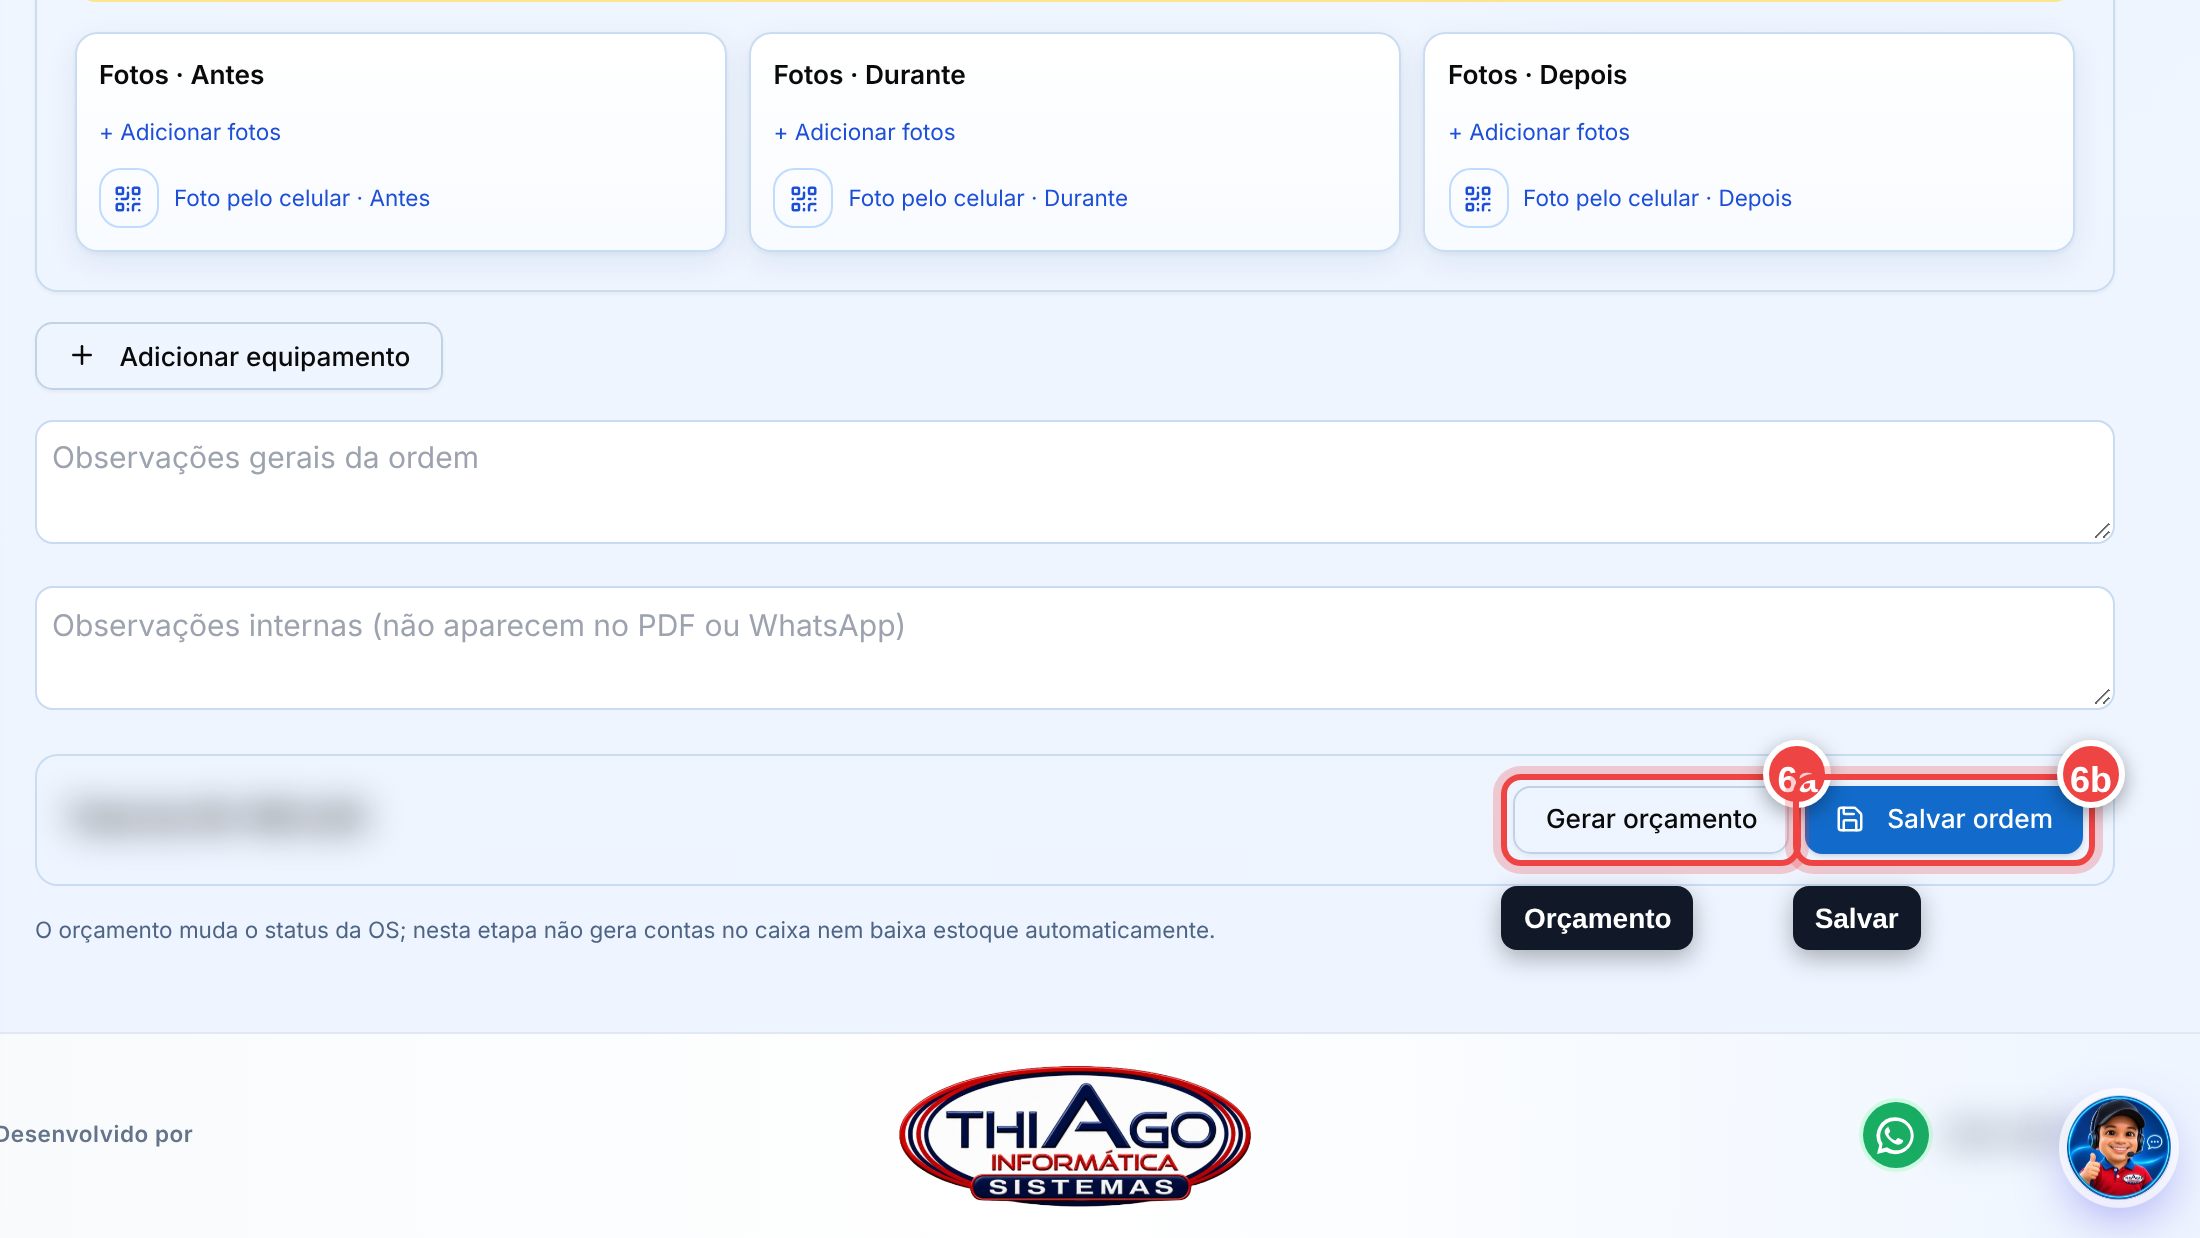 Fotos · Antes
+ Adicionar fotos
Foto pelo celular · Antes
Fotos · Durante
+ Adicionar fotos
Foto pelo celular · Durante
Fotos · Depois
+ Adicionar fotos
Foto pelo celular · Depois
+ Adicionar equipamento
Observações gerais da ordem
Observações internas (não aparecem no PDF ou WhatsApp)
6a
6b
Gerar orçamento
Salvar ordem
Orçamento
Salvar
O orçamento muda o status da OS; nesta etapa não gera contas no caixa nem baixa estoque automaticamente.
Desenvolvido por
THIAGO
INFORMÁTICA
SISTEMAS